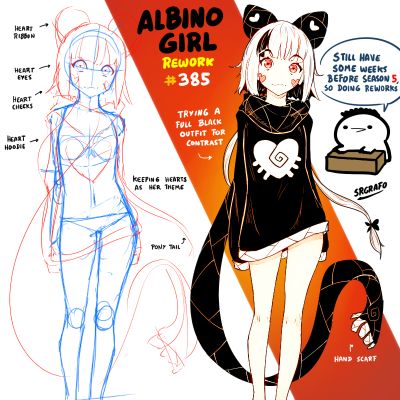 HEART
RIBBON
HEART
EYES
HEART
CHEEKS
HEART
HOODIE
ALBINO
GIRL
REWORK
#385
TRYING A
FULL BLACK
OUTFIT FOR
CONTRAST
KEEPING HEARTS
AS HER THEME
PONY TAIL
STILL HAVE
SOME WEEKS
BEFORE SEASON 5,
SO DOING REWORKS
SRGRAFO
HAND SCARF